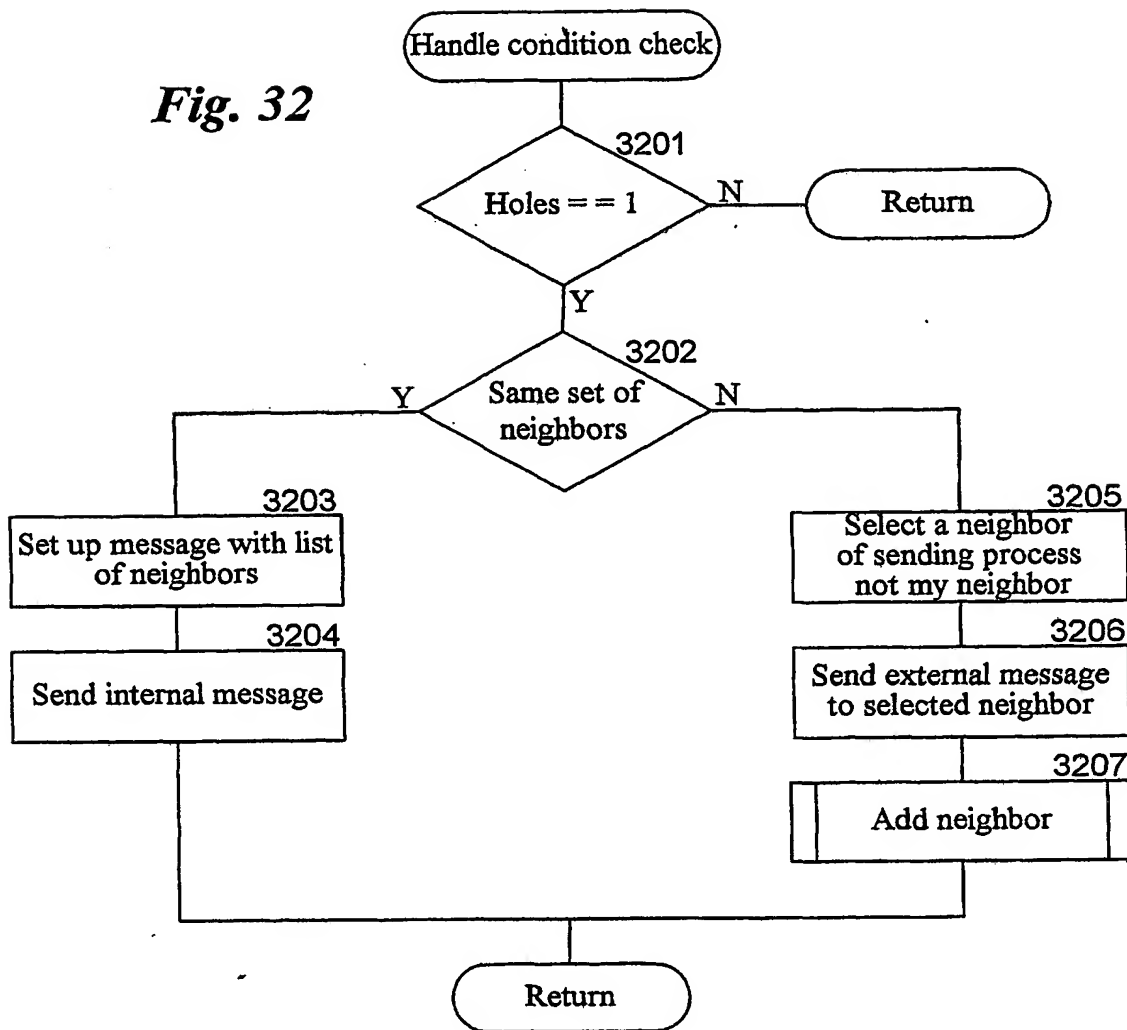 Handle condition check
Fig. 32
3201
Holes = = 1
N
Return
Y
3202
Same set of
neighbors
Y
N
3203
Set up message with list
of neighbors
3204
Send internal message
3205
Select a neighbor
of sending process
not my neighbor
3206
Send external message
to selected neighbor
3207
Add neighbor
Return